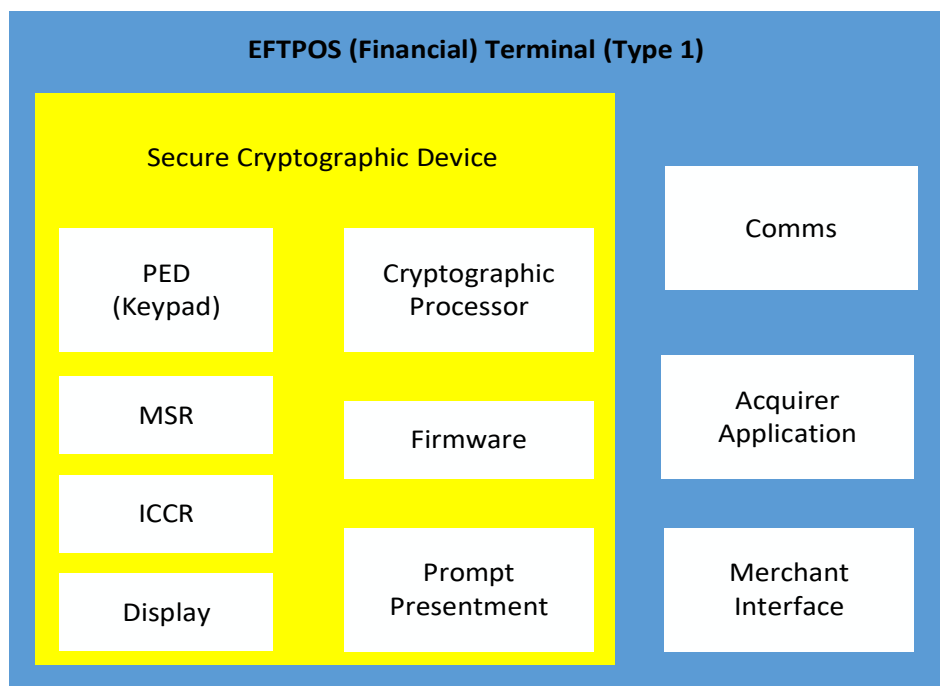 EFTPOS (Financial) Terminal (Type 1)
Secure Cryptographic Device
PED
(Keypad)
MSR
ICCR
Display
Cryptographic
Processor
Firmware
Prompt
Presentment
Comms
Acquirer
Application
Merchant
Interface